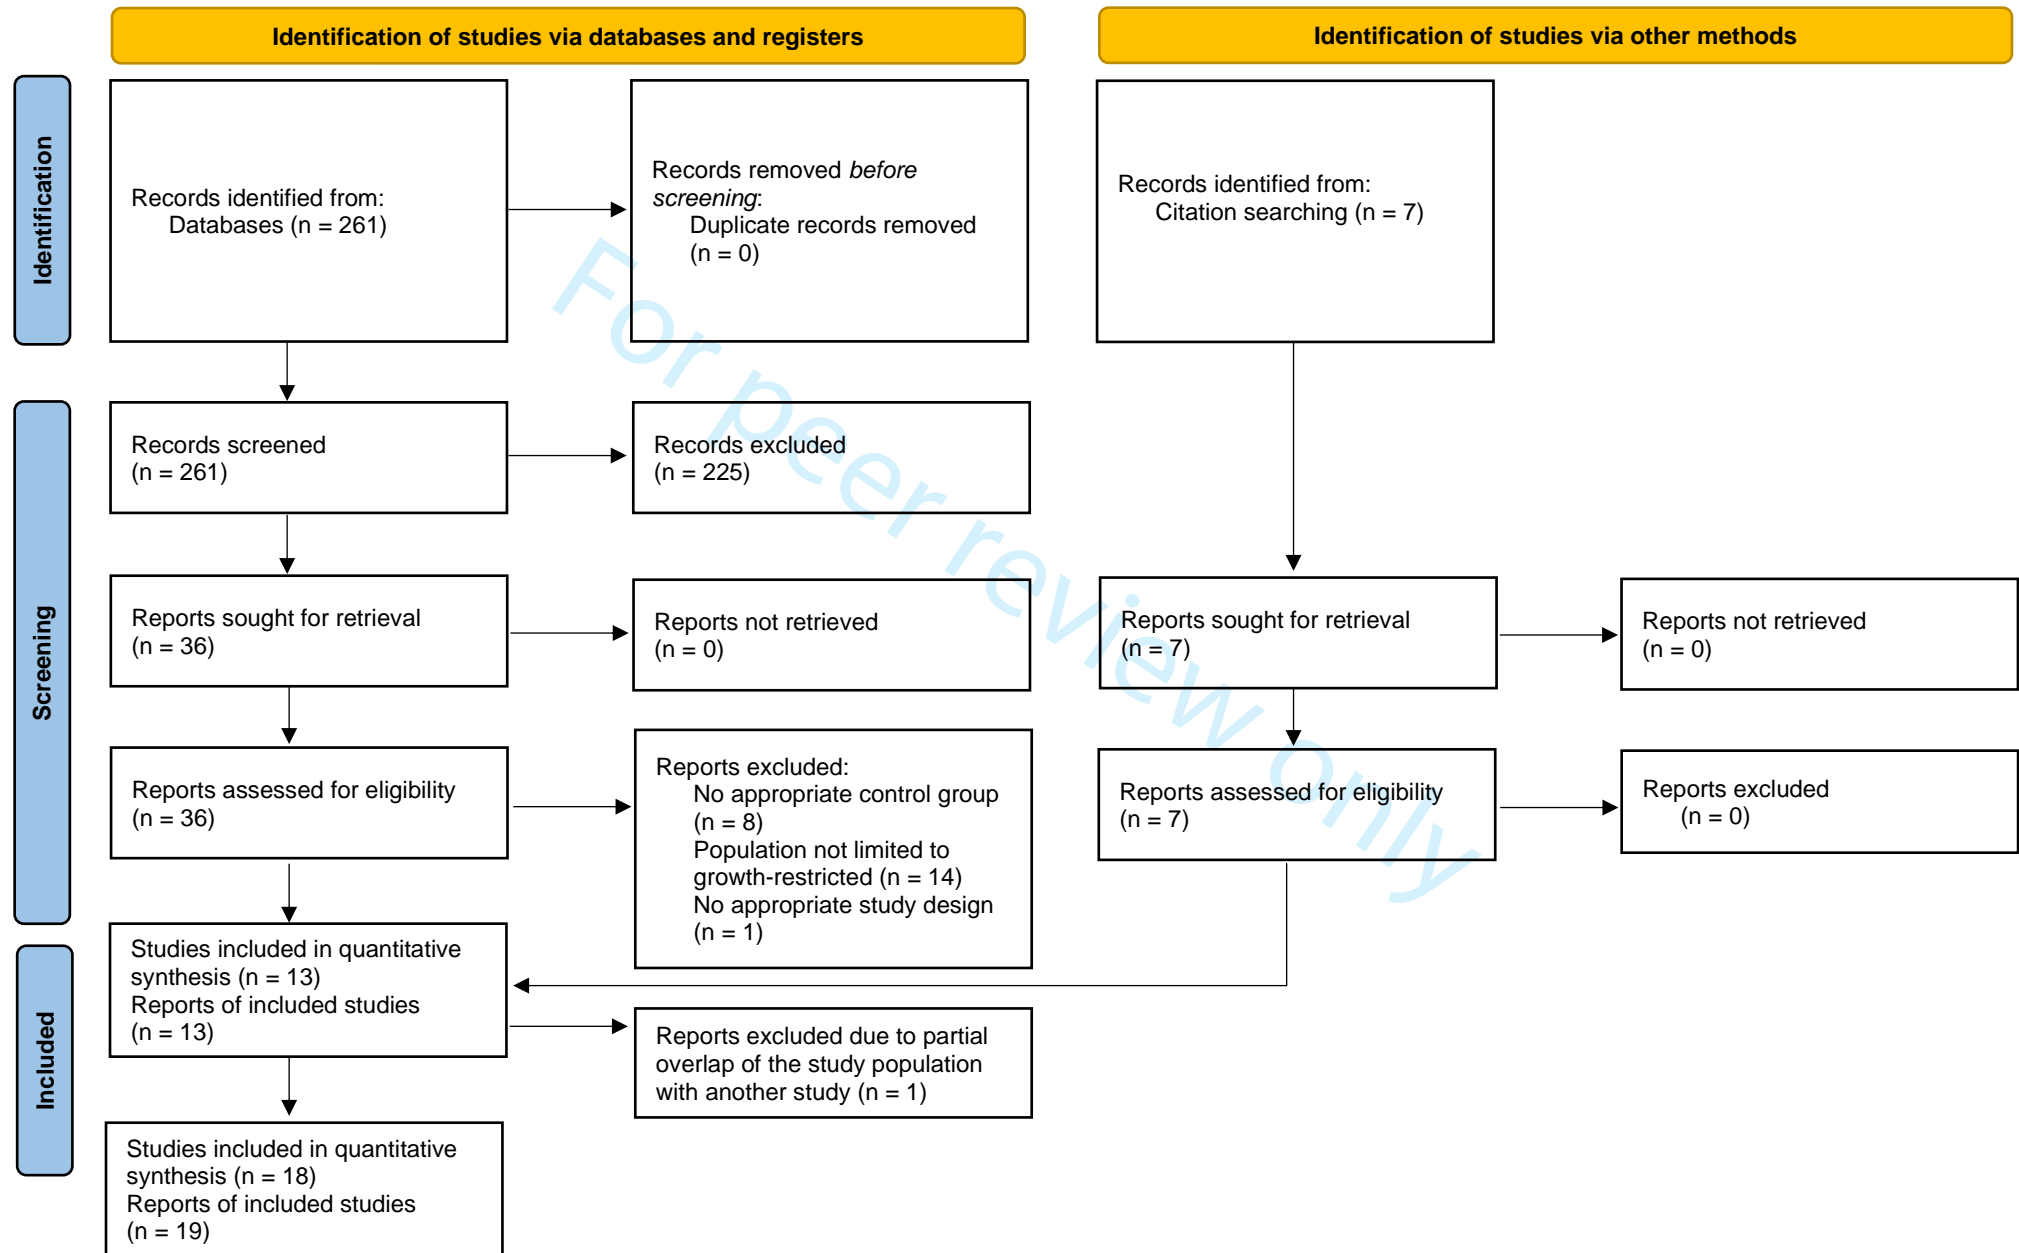 Identification of studies via databases and registers
Identification of studies via other methods
Identification
Records identified from:
Databases (n = 261)
Records removed before
screening:
Duplicate records removed
(n = 0)
Records identified from:
Citation searching (n = 7)
Screening
Records screened
(n = 261)
Records excluded
(n = 225)
Reports sought for retrieval
(n = 36)
Reports not retrieved
(n = 0)
Reports sought for retrieval
(n = 7)
Reports not retrieved
(n = 0)
Reports assessed for eligibility
(n = 36)
Reports excluded:
No appropriate control group
(n = 8)
Population not limited to
growth-restricted (n = 14)
No appropriate study design
(n = 1)
Reports assessed for eligibility
(n = 7)
Reports excluded
(n = 0)
Included
Studies included in quantitative
synthesis (n = 13)
Reports of included studies
(n = 13)
Reports excluded due to partial
overlap of the study population
with another study (n = 1)
Studies included in quantitative
synthesis (n = 18)
Reports of included studies
(n = 19)
For peer review only